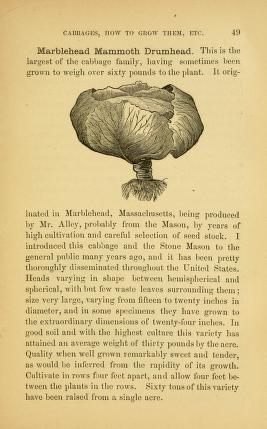 CABBAGES, HOW TO GROW THEM, ETC. 49
Marblehead Mammoth Drumhead. This is the
largest of the cabbage family, having sometimes been
grown to weigh over sixty pounds to the plant. It orig-
inated in Marblehead, Massachusetts, being produced
by Mr. Alley, probably from the Mason, by years of
high cultivation and careful selection of seed stock. I
introduced this cabbage and the Stone Mason to the
general public many years ago, and it has been pretty
thoroughly disseminated throughout the United States.
Heads varying in shape between hemispherical and
spherical, with but few waste leaves surrounding them;
size very large, varying from fifteen to twenty inches in
diameter, and in some specimens they have grown to
the extraordinary dimensions of twenty-four inches. In
good soil and with the highest culture this variety has
attained an average weight of thirty pounds by the acre.
Quality when well grown remarkably sweet and tender,
as would be inferred from the rapidity of its growth.
Cultivate in rows four feet apart, and allow four feet be-
tween the plants in the rows. Sixty tons of this variety
have been raised from a single acre.